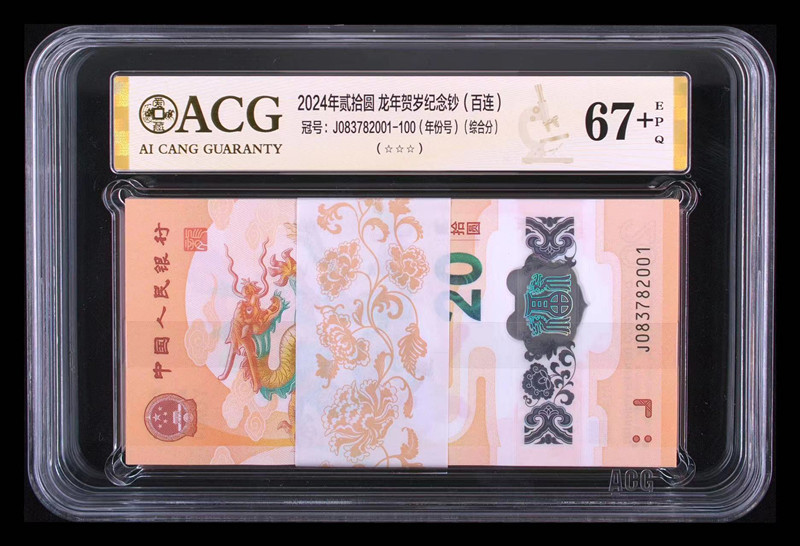 ACG
AI CANG GUARANTY
2024年贰拾圆 龙年贺岁纪念钞（百连）
冠号：J083782001-100（年份号）（综合分）
（☆☆☆）
67+
EPQ
中国人民银行
拾圆
20
J083782001
ACG